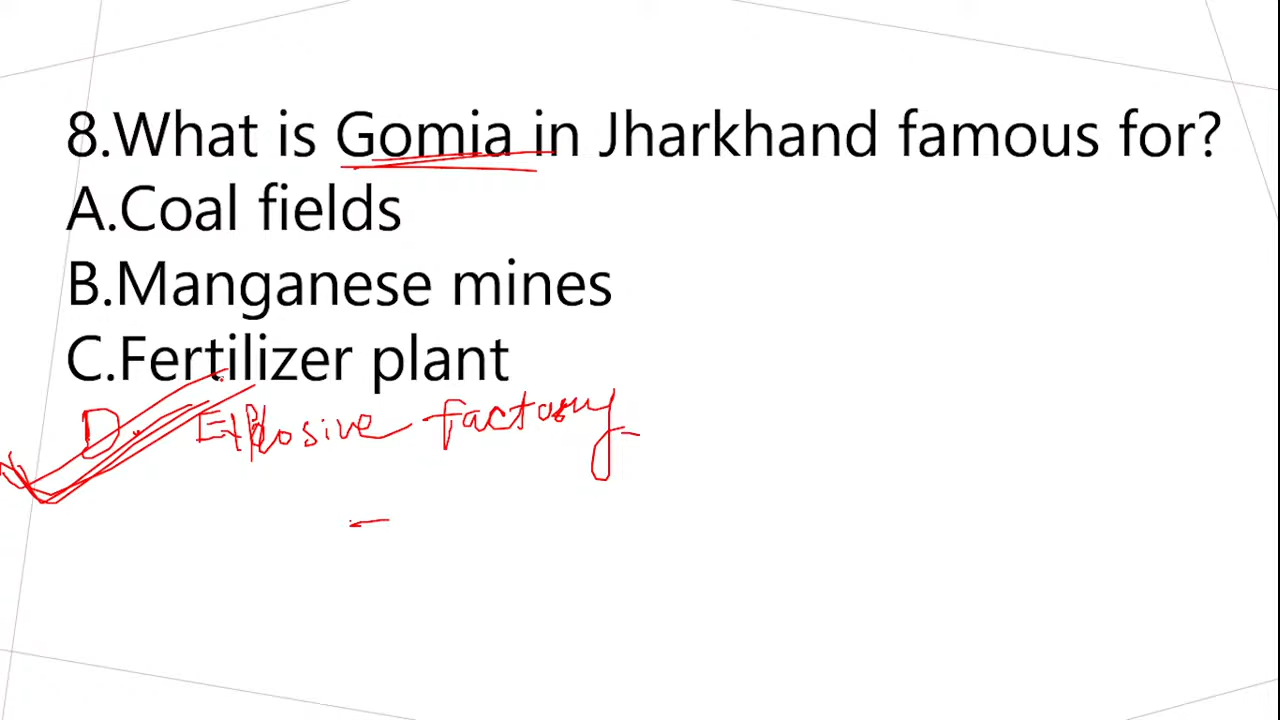 8.What is Gomia in Jharkhand famous for?
A.Coal fields
B.Manganese mines
C.Fertilizer plant
D. Explosive factory